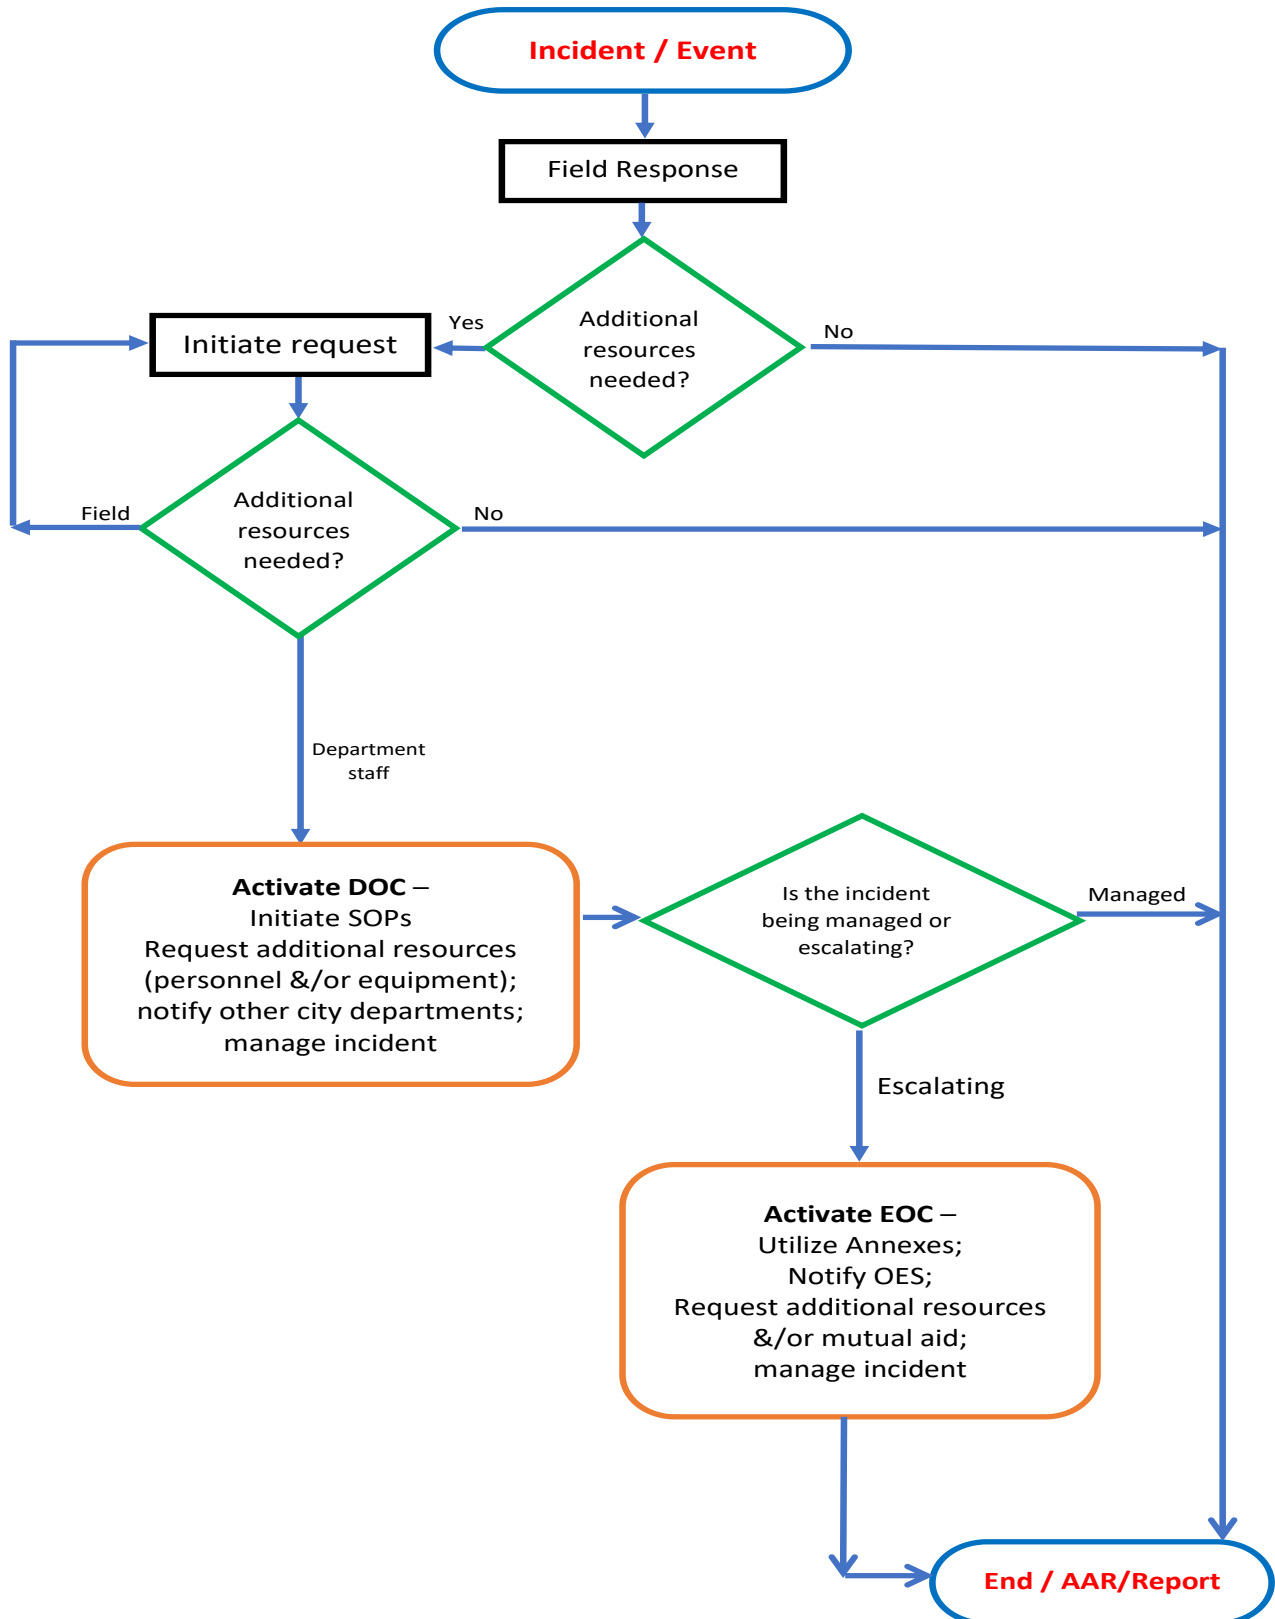 Incident / Event
Field Response
Additional
resources
needed?
Yes
No
Initiate request
Additional
resources
needed?
Field
No
Department
staff
Activate DOC –
Initiate SOPs
Request additional resources
(personnel &/or equipment);
notify other city departments;
manage incident
Is the incident
being managed or
escalating?
Managed
Escalating
Activate EOC –
Utilize Annexes;
Notify OES;
Request additional resources
&/or mutual aid;
manage incident
End / AAR/Report